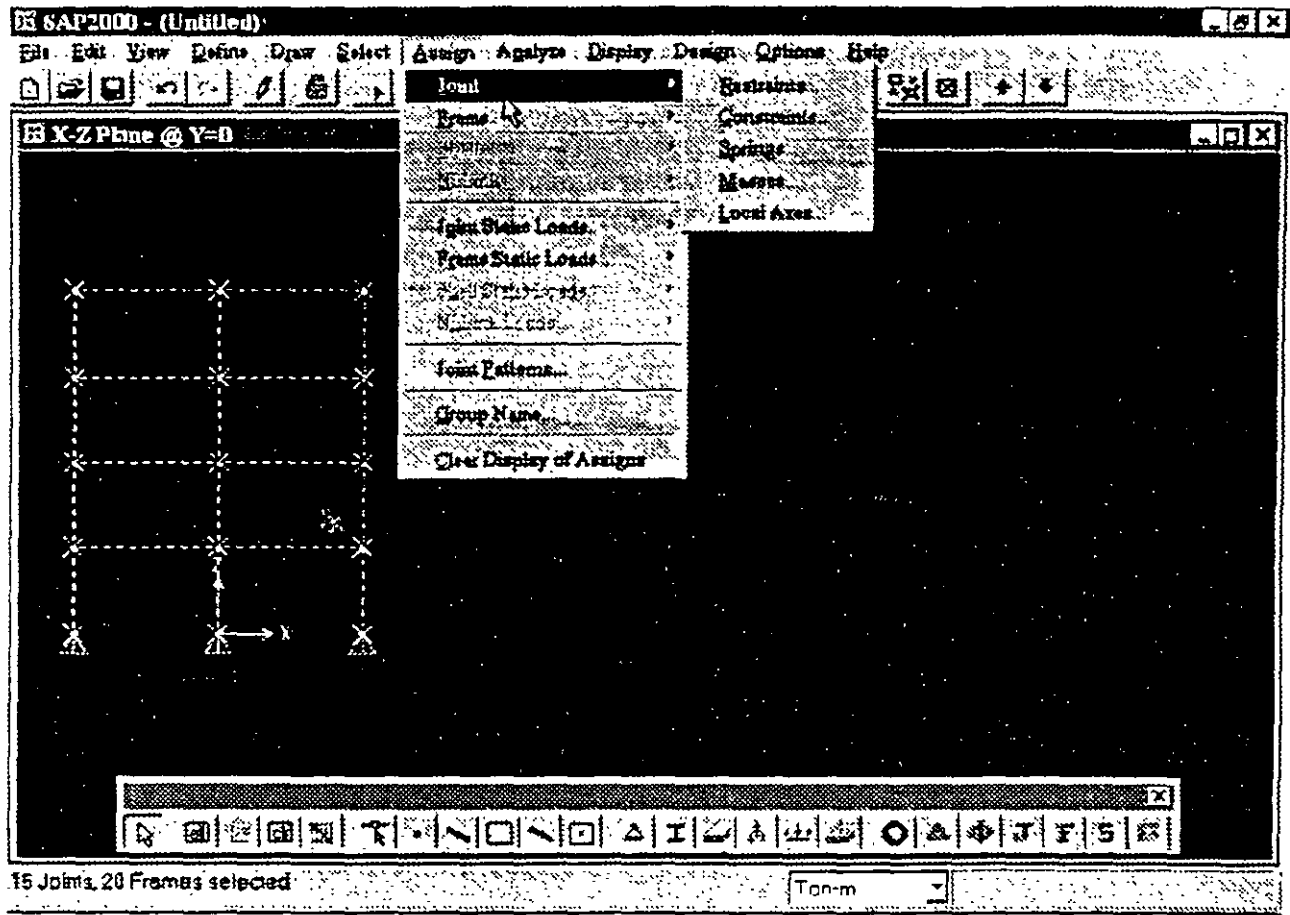 SAP2000 - (Untitled)
File Edit View Define Draw Select Assign Analyze Display Design Options Help
Joint
Frame
Joint Static Loads...
Frame Static Loads...
Joint Patterns...
Group Name...
Clear Display of Assigns
Restraints...
Constraints...
Springs...
Masses...
Local Axes...
X-Z Plane @ Y=0
Z
X
15 Joints, 20 Frames selected
Ton-m